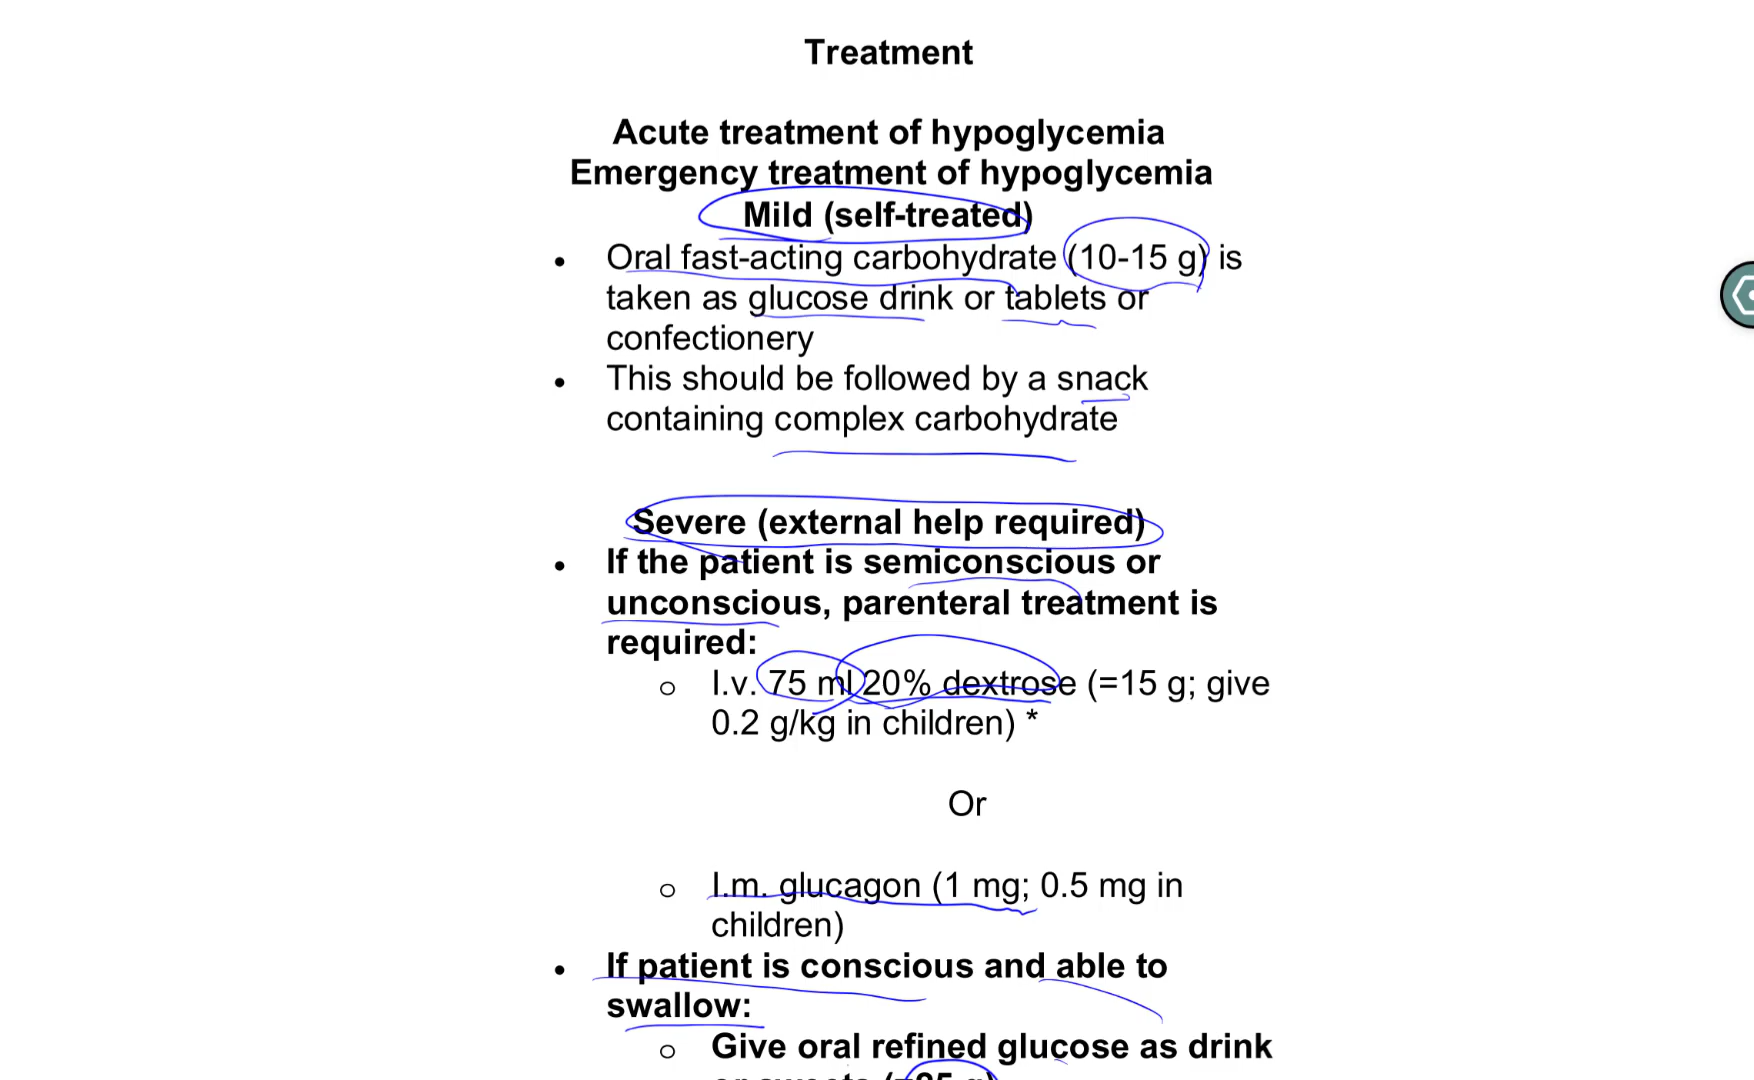 Treatment
Acute treatment of hypoglycemia
Emergency treatment of hypoglycemia
Mild (self-treated)
• Oral fast-acting carbohydrate (10-15 g) is
taken as glucose drink or tablets or
confectionery
• This should be followed by a snack
containing complex carbohydrate
Severe (external help required)
• If the patient is semiconscious or
unconscious, parenteral treatment is
required:
o I.v. 75 ml 20% dextrose (=15 g; give
0.2 g/kg in children) *
Or
o I.m. glucagon (1 mg; 0.5 mg in
children)
• If patient is conscious and able to
swallow:
o Give oral refined glucose as drink